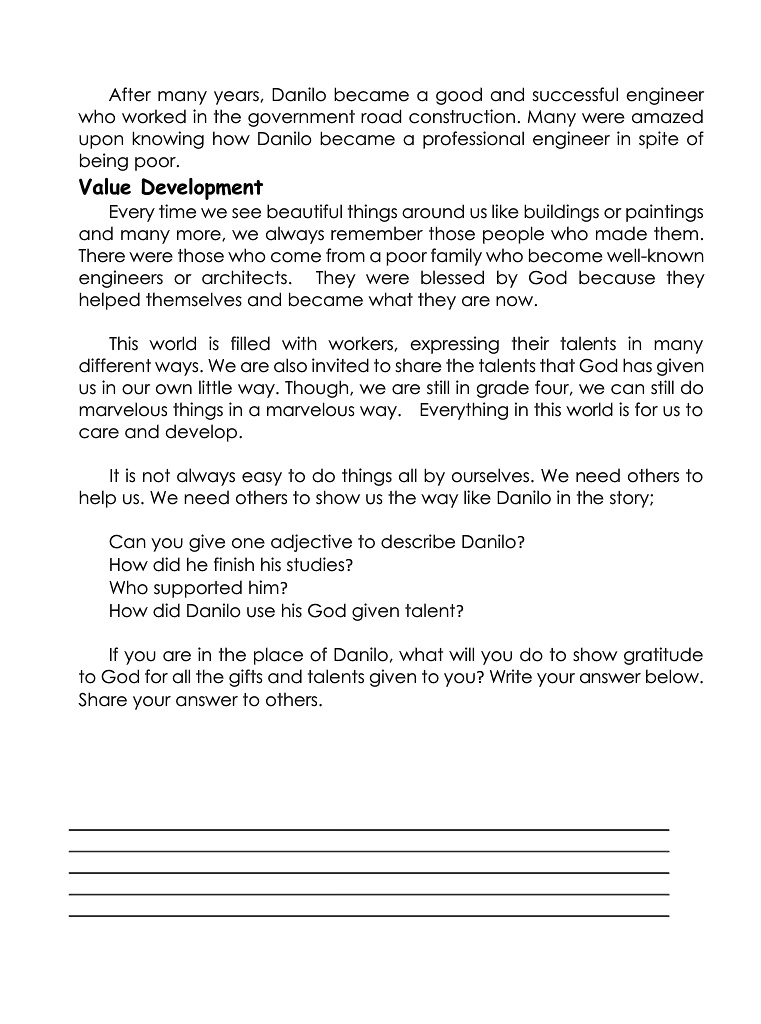 After many years, Danilo became a good and successful engineer
who worked in the government road construction. Many were amazed
upon knowing how Danilo became a professional engineer in spite of
being poor.
Value Development
Every time we see beautiful things around us like buildings or paintings
and many more, we always remember those people who made them.
There were those who come from a poor family who become well-known
engineers or architects. They were blessed by God because they
helped themselves and became what they are now.
This world is filled with workers, expressing their talents in many
different ways. We are also invited to share the talents that God has given
us in our own little way. Though, we are still in grade four, we can still do
marvelous things in a marvelous way. Everything in this world is for us to
care and develop.
It is not always easy to do things all by ourselves. We need others to
help us. We need others to show us the way like Danilo in the story;
Can you give one adjective to describe Danilo?
How did he finish his studies?
Who supported him?
How did Danilo use his God given talent?
If you are in the place of Danilo, what will you do to show gratitude
to God for all the gifts and talents given to you? Write your answer below.
Share your answer to others.